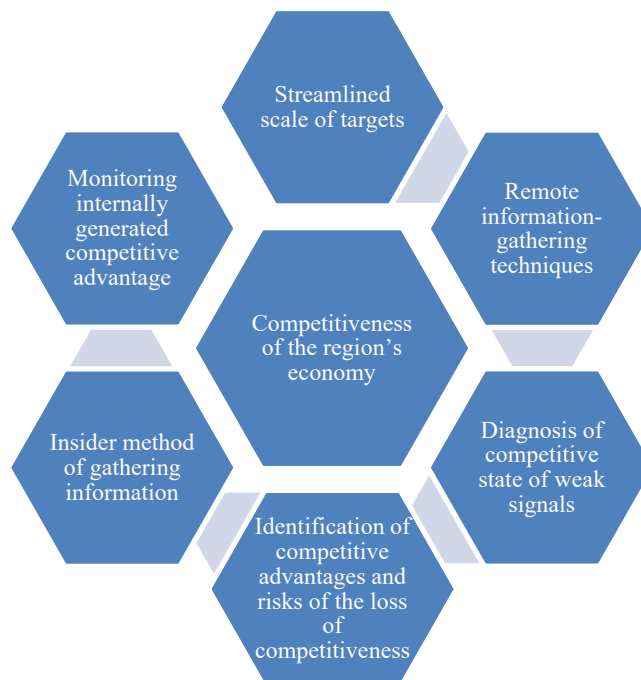 Streamlined
scale of targets
Monitoring
internally
generated
competitive
advantage
Remote
information-
gathering
techniques
Competitiveness
of the region’s
economy
Insider method
of gathering
information
Diagnosis of
competitive
state of weak
signals
Identification of
competitive
advantages and
risks of the loss
of
competitiveness